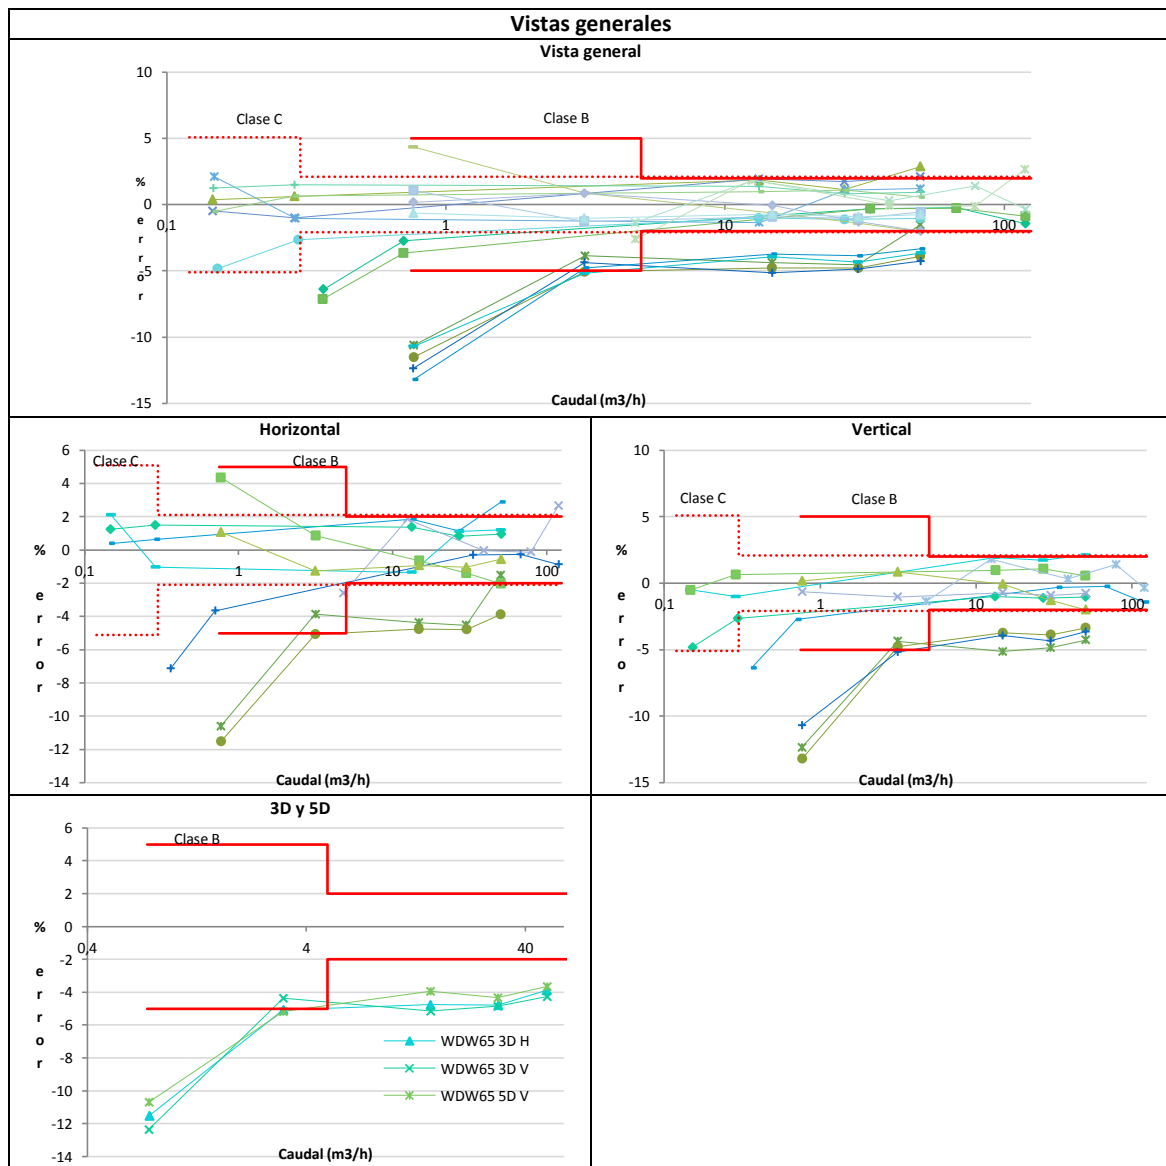 Vistas generales
Vista general
10
5
0
-5
-10
-15
% error
0,1
1
10
100
Clase C
Clase B
Caudal (m3/h)
Horizontal
6
4
2
0
-2
-4
-6
-8
-10
-12
-14
% error
0,1
1
10
100
Clase C
Clase B
Caudal (m3/h)
Vertical
10
5
0
-5
-10
-15
% error
0,1
1
10
100
Clase C
Clase B
Caudal (m3/h)
3D y 5D
6
4
2
0
-2
-4
-6
-8
-10
-12
-14
% error
0,4
4
40
Clase B
WDW65 3D H
WDW65 3D V
WDW65 5D V
Caudal (m3/h)